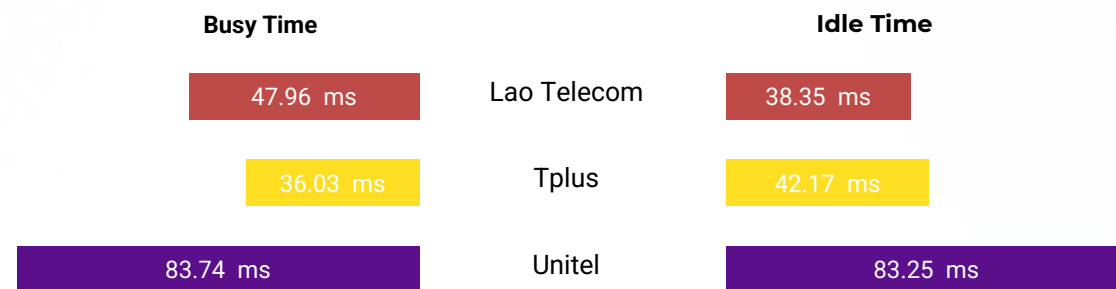 Busy Time Idle Time
47.96 ms Lao Telecom 38.35 ms
36.03 ms Tplus 42.17 ms
83.74 ms Unitel 83.25 ms